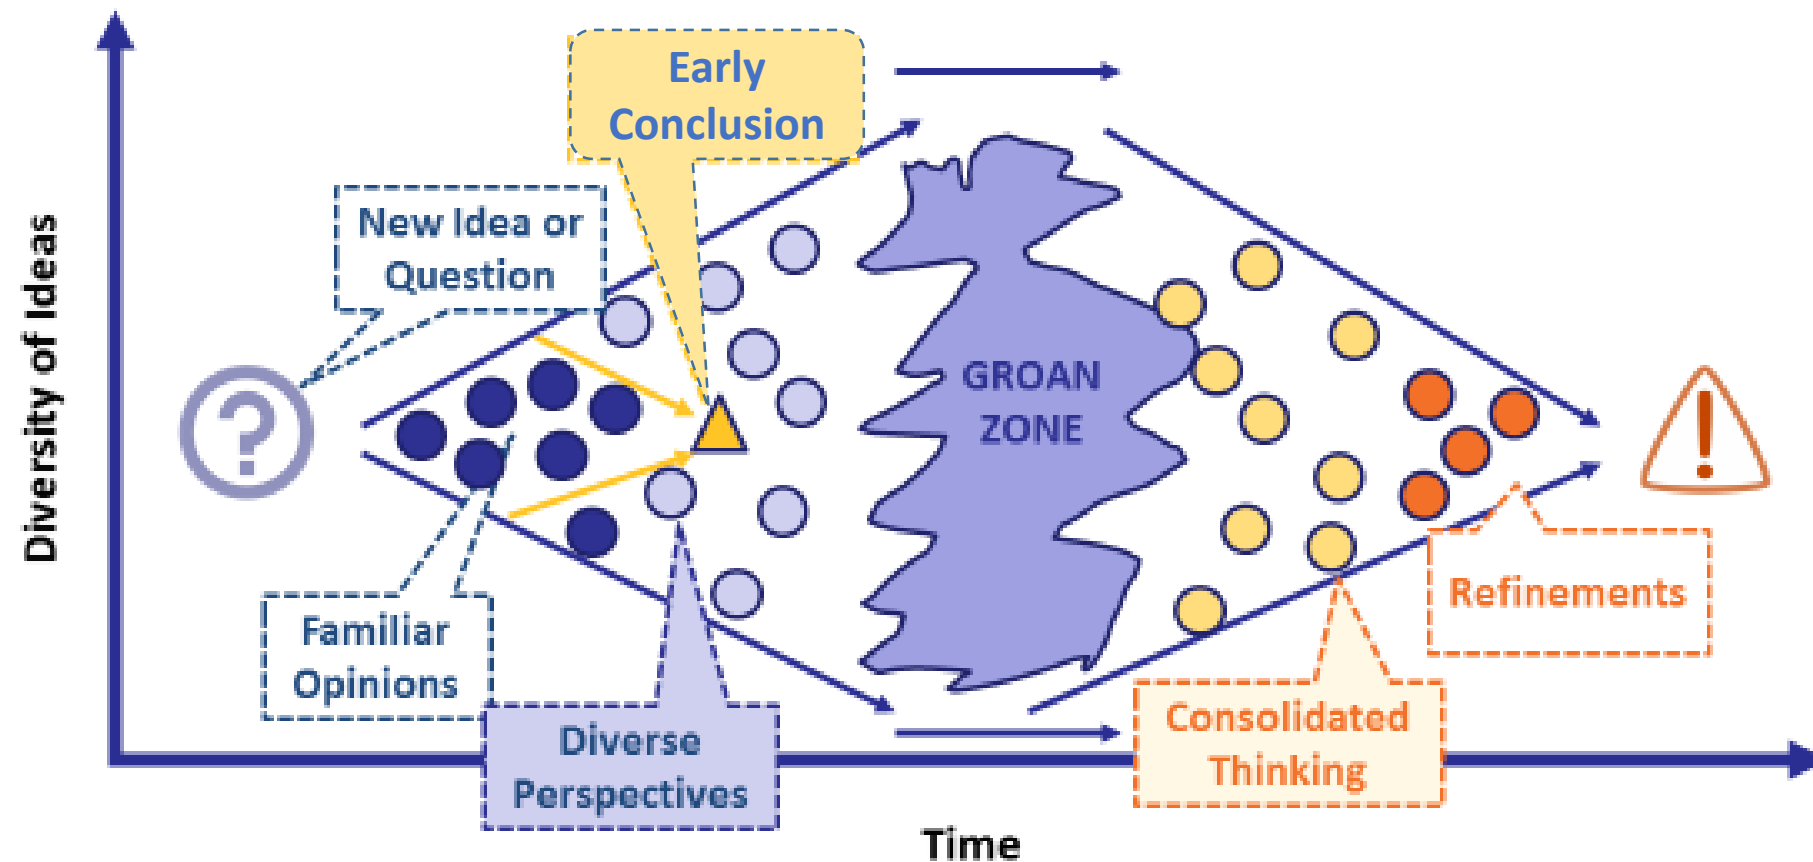 Early
Conclusion
New Idea or
Question
?
Diversity of Ideas
GROAN
ZONE
!
Refinements
Familiar
Opinions
Consolidated
Thinking
Diverse
Perspectives
Time